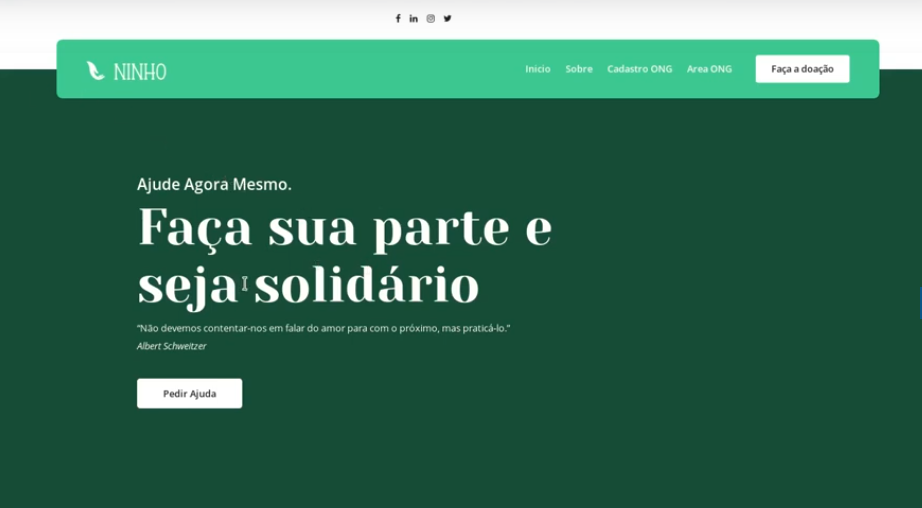 NINHO
Inicio Sobre Cadastro ONG Area ONG Faça a doação
Ajude Agora Mesmo.
Faça sua parte e
seja solidário
“Não devemos contentar-nos em falar do amor para com o próximo, mas praticá-lo.”
Albert Schweitzer
Pedir Ajuda